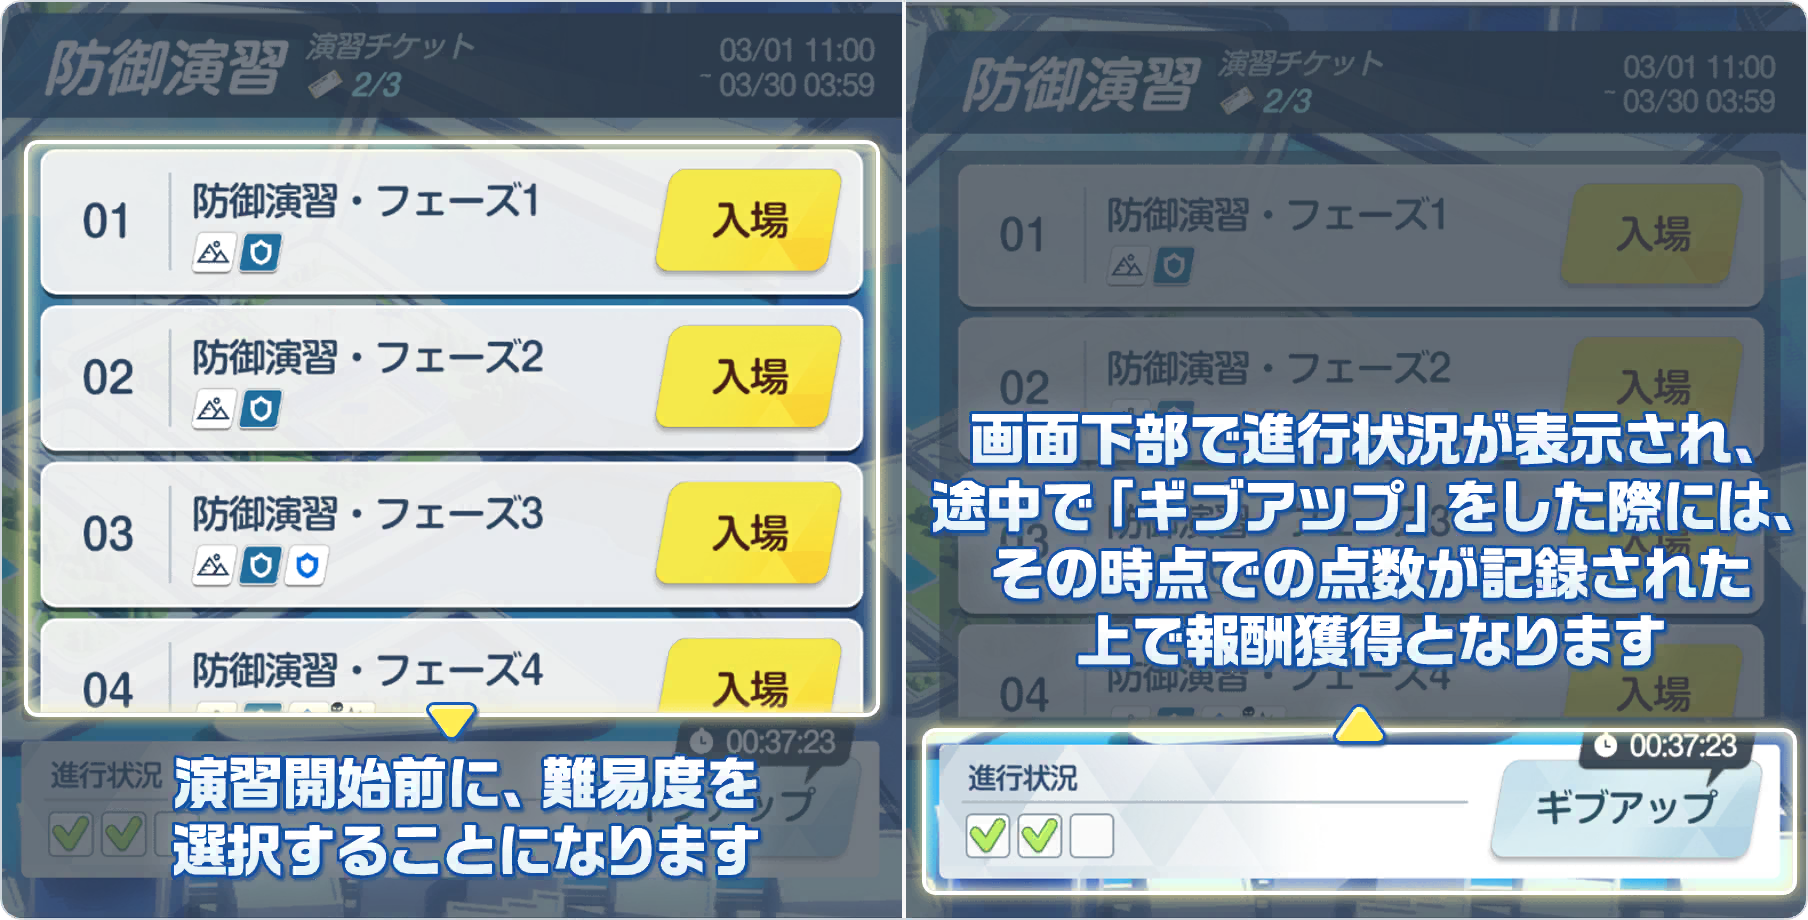 防御演習
演習チケット
2/3
03/01 11:00
~ 03/30 03:59
01
防御演習・フェーズ1
入場
02
防御演習・フェーズ2
入場
03
防御演習・フェーズ3
入場
04
防御演習・フェーズ4
入場
進行状況
00:37:23
演習開始前に、難易度を
選択することになります
防御演習
演習チケット
2/3
03/01 11:00
~ 03/30 03:59
01
防御演習・フェーズ1
入場
02
防御演習・フェーズ2
入場
画面下部で進行状況が表示され、
途中で「ギブアップ」をした際には、
その時点での点数が記録された
上で報酬獲得となります
04
防御演習・フェーズ4
入場
進行状況
00:37:23
ギブアップ